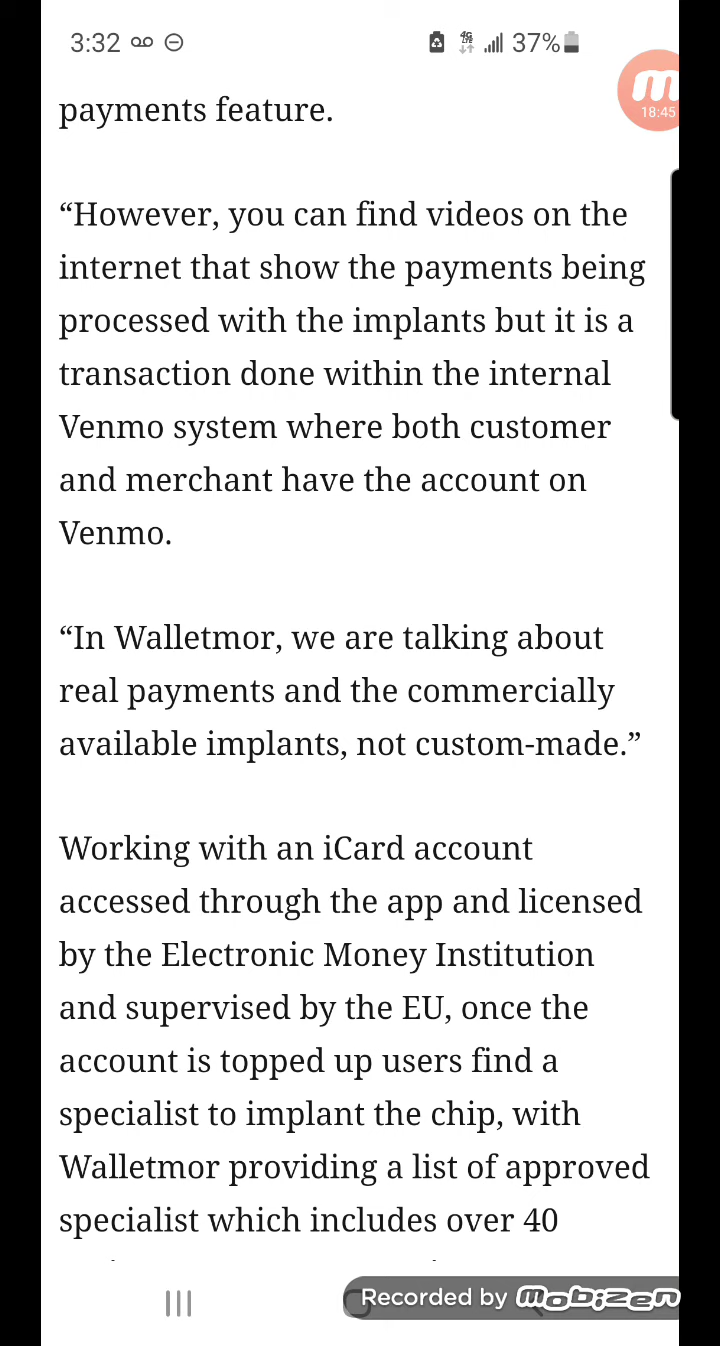 3:32 37%
18:45
payments feature.
“However, you can find videos on the
internet that show the payments being
processed with the implants but it is a
transaction done within the internal
Venmo system where both customer
and merchant have the account on
Venmo.
“In Walletmor, we are talking about
real payments and the commercially
available implants, not custom-made.”
Working with an iCard account
accessed through the app and licensed
by the Electronic Money Institution
and supervised by the EU, once the
account is topped up users find a
specialist to implant the chip, with
Walletmor providing a list of approved
specialist which includes over 40
Recorded by mobizen